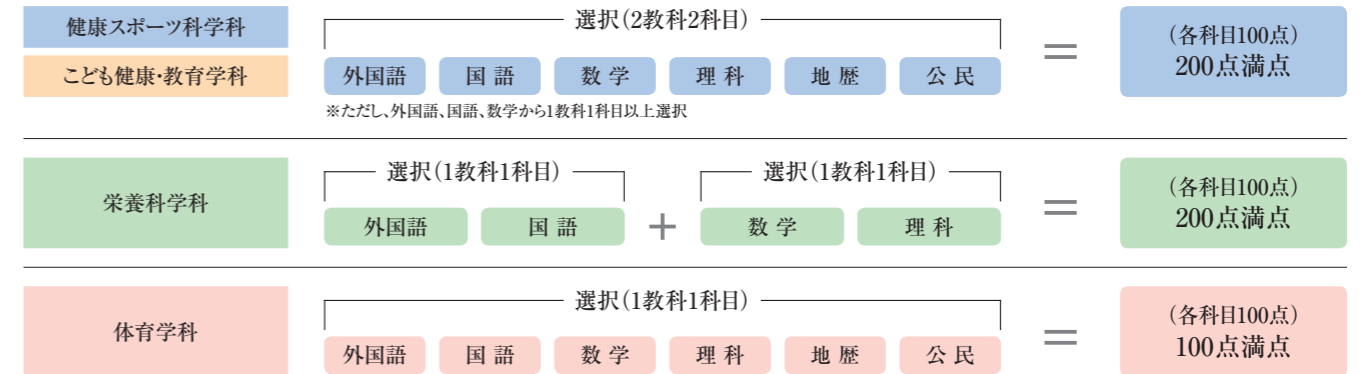 健康スポーツ科学科
こども健康・教育学科
選択(2教科2科目)
外国語 国語 数学 理科 地歴 公民
※ただし、外国語、国語、数学から1教科1科目以上選択
=
(各科目100点)
200点満点
栄養科学科
選択(1教科1科目) 選択(1教科1科目)
外国語 国語 + 数学 理科
=
(各科目100点)
200点満点
体育学科
選択(1教科1科目)
外国語 国語 数学 理科 地歴 公民
=
(各科目100点)
100点満点